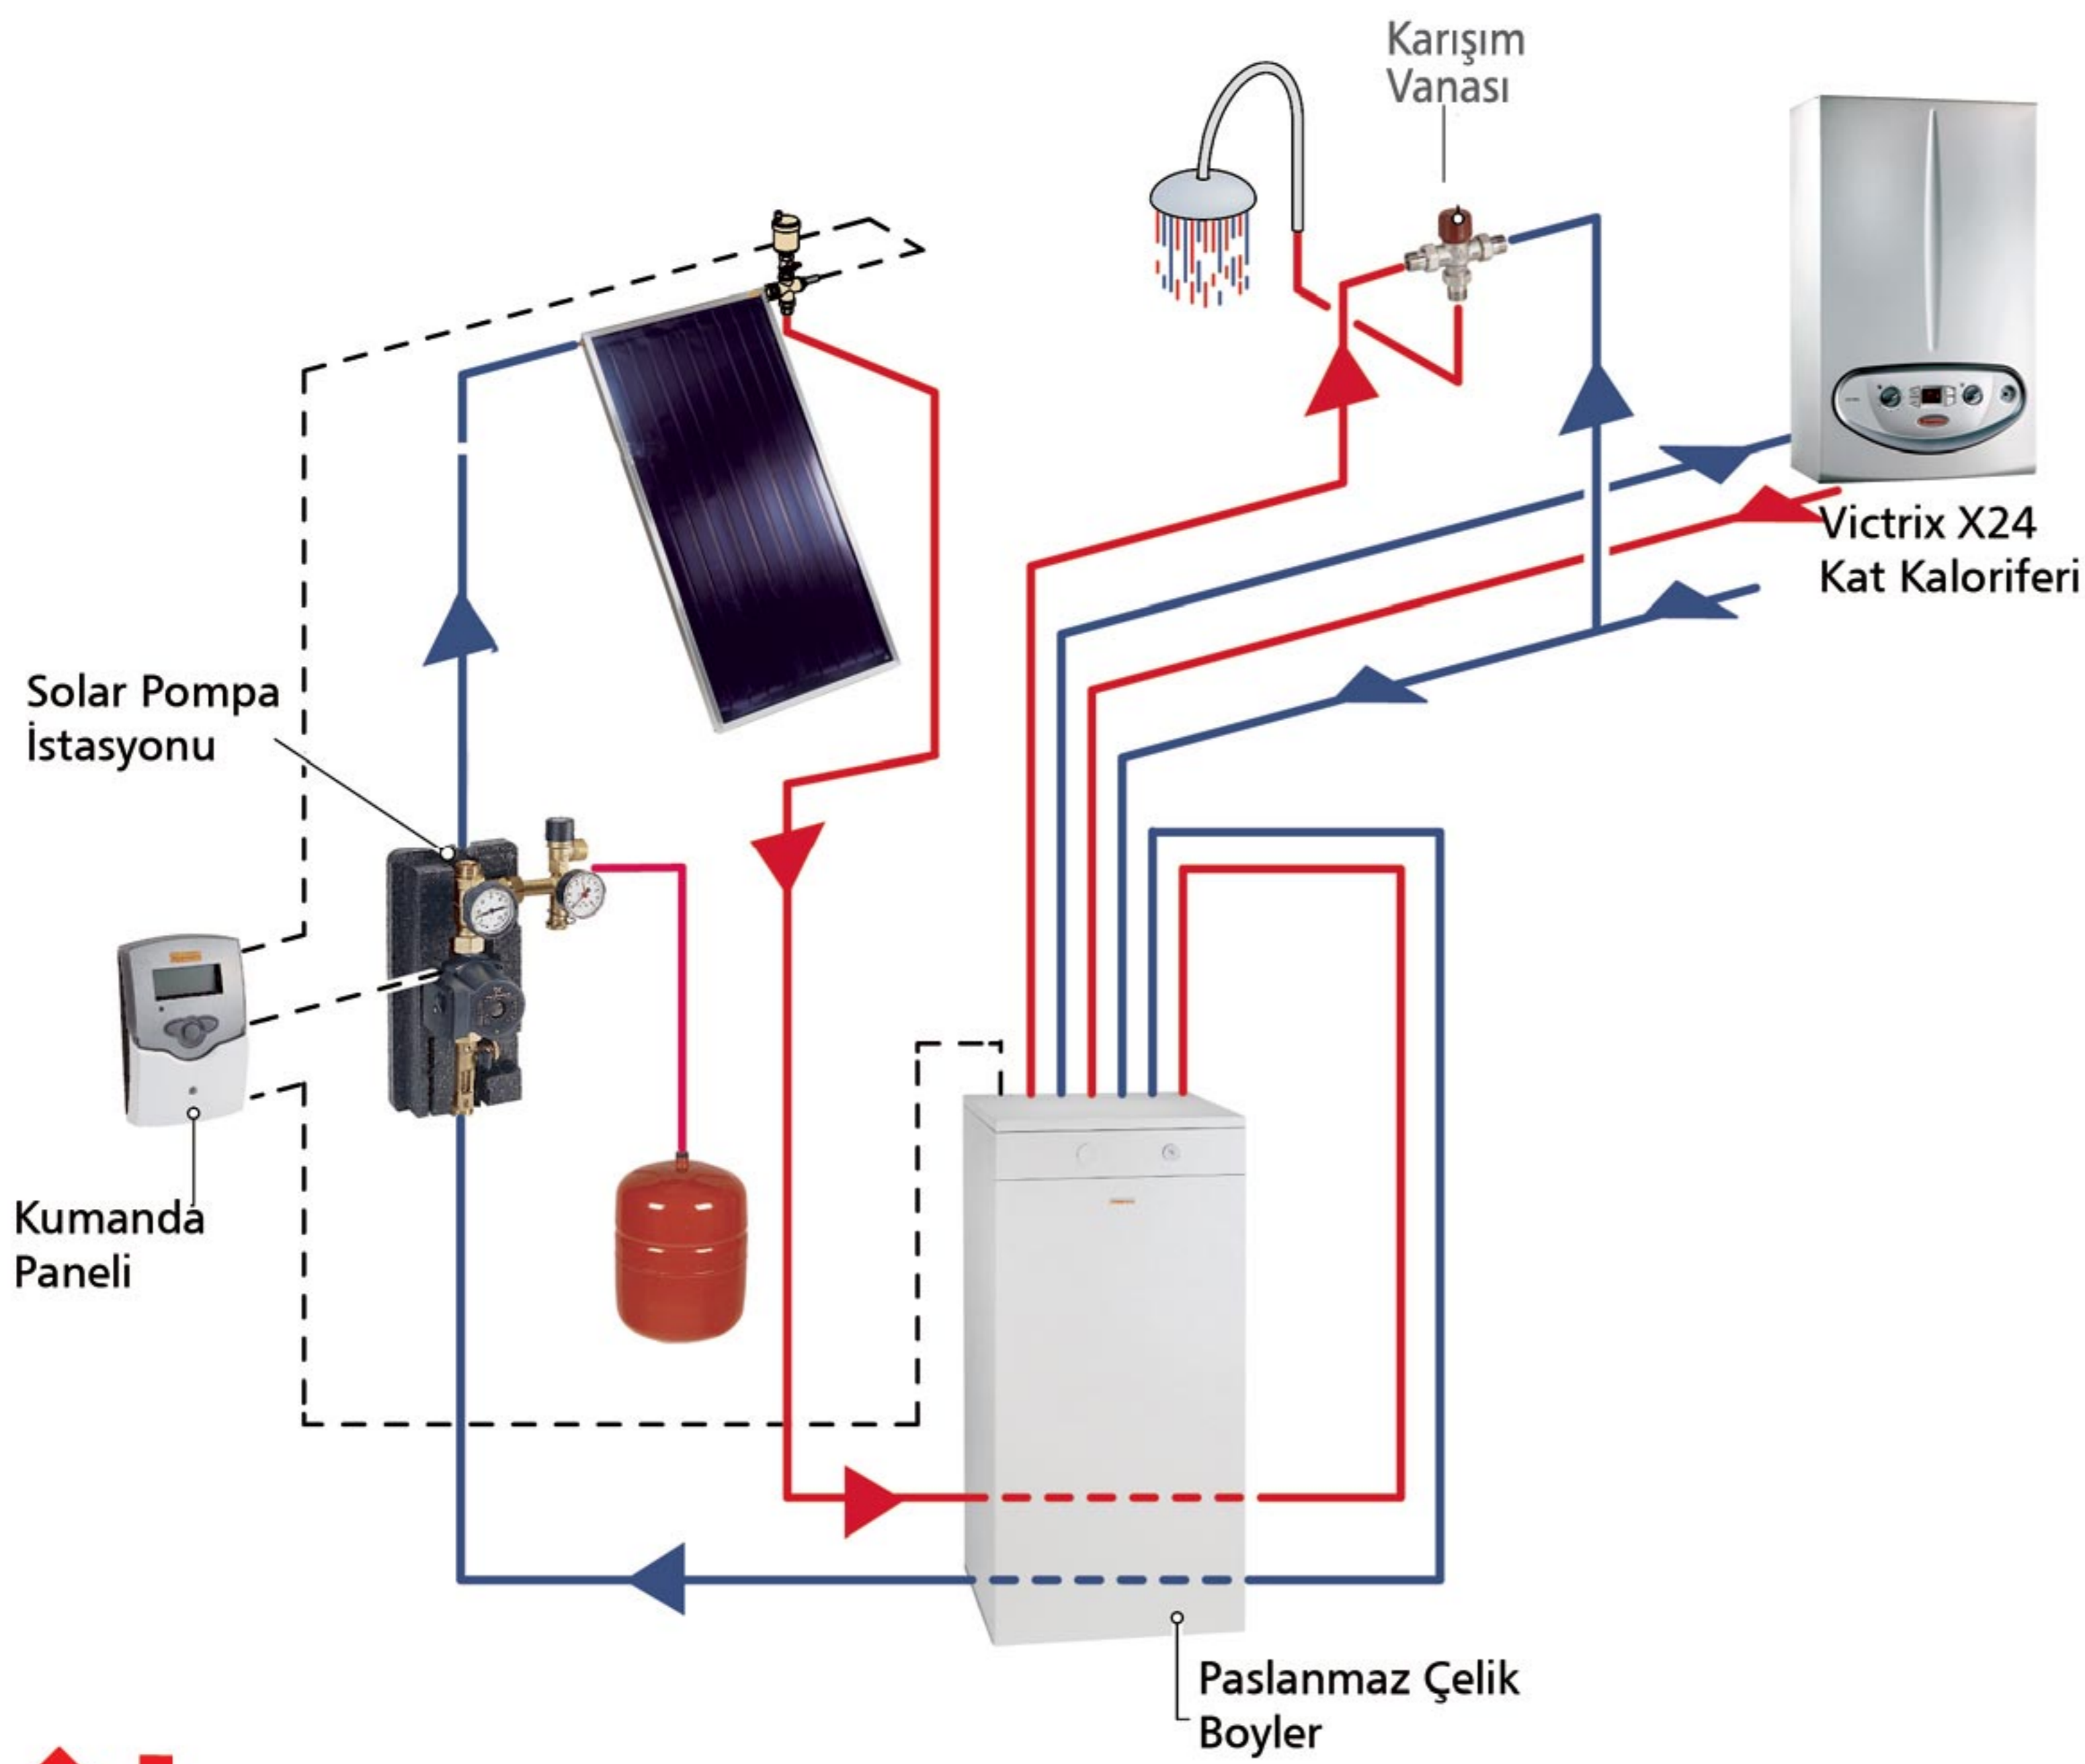 Karışım
Vanası
Victrix X24
Kat Kaloriferi
Solar Pompa
İstasyonu
Kumanda
Paneli
Paslanmaz Çelik
Boyler